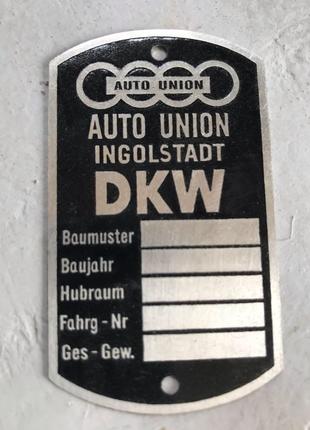 AUTO UNION
AUTO UNION
INGOLSTADT
DKW
Baumuster
Baujahr
Hubraum
Fahrg - Nr
Ges - Gew.